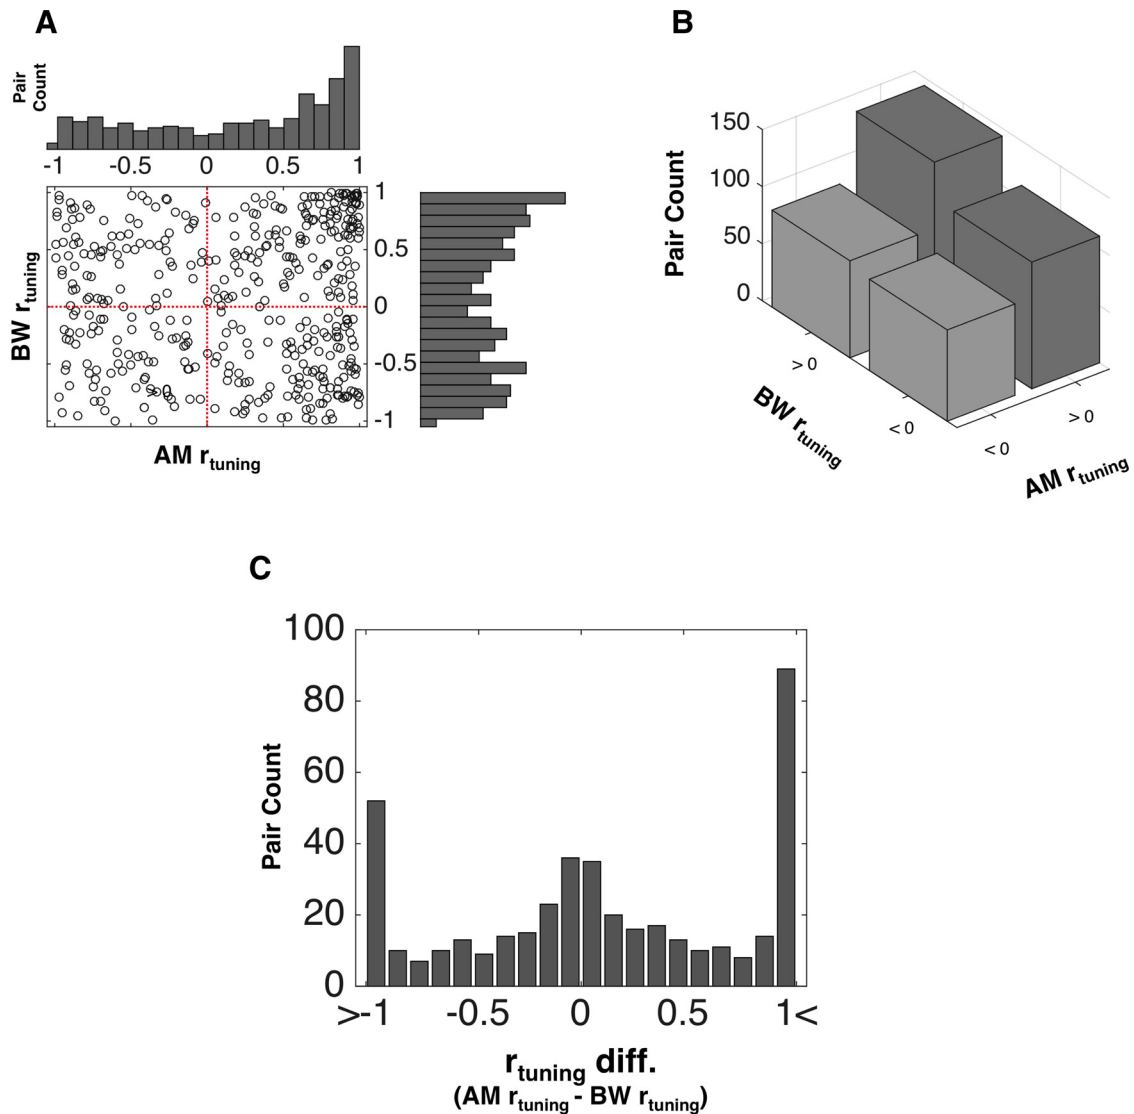 A
Pair
Count
-1 -0.5 0 0.5 1
BW rtuning
1
0.5
0
-0.5
-1
AM rtuning
B
Pair Count
150
100
50
0
> 0
< 0
BW rtuning
< 0
> 0
AM rtuning
C
Pair Count
100
80
60
40
20
0
>-1 -0.5 0 0.5 1<
rtuning diff.
(AM rtuning - BW rtuning)